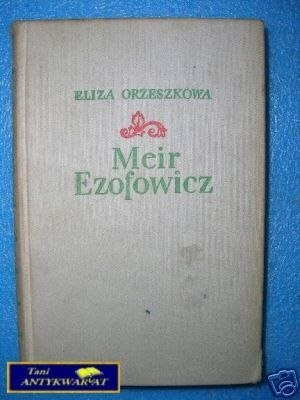 ELIZA ORZESZKOWA
Meir
Ezofowicz
Tani
ANTYKWARIAT